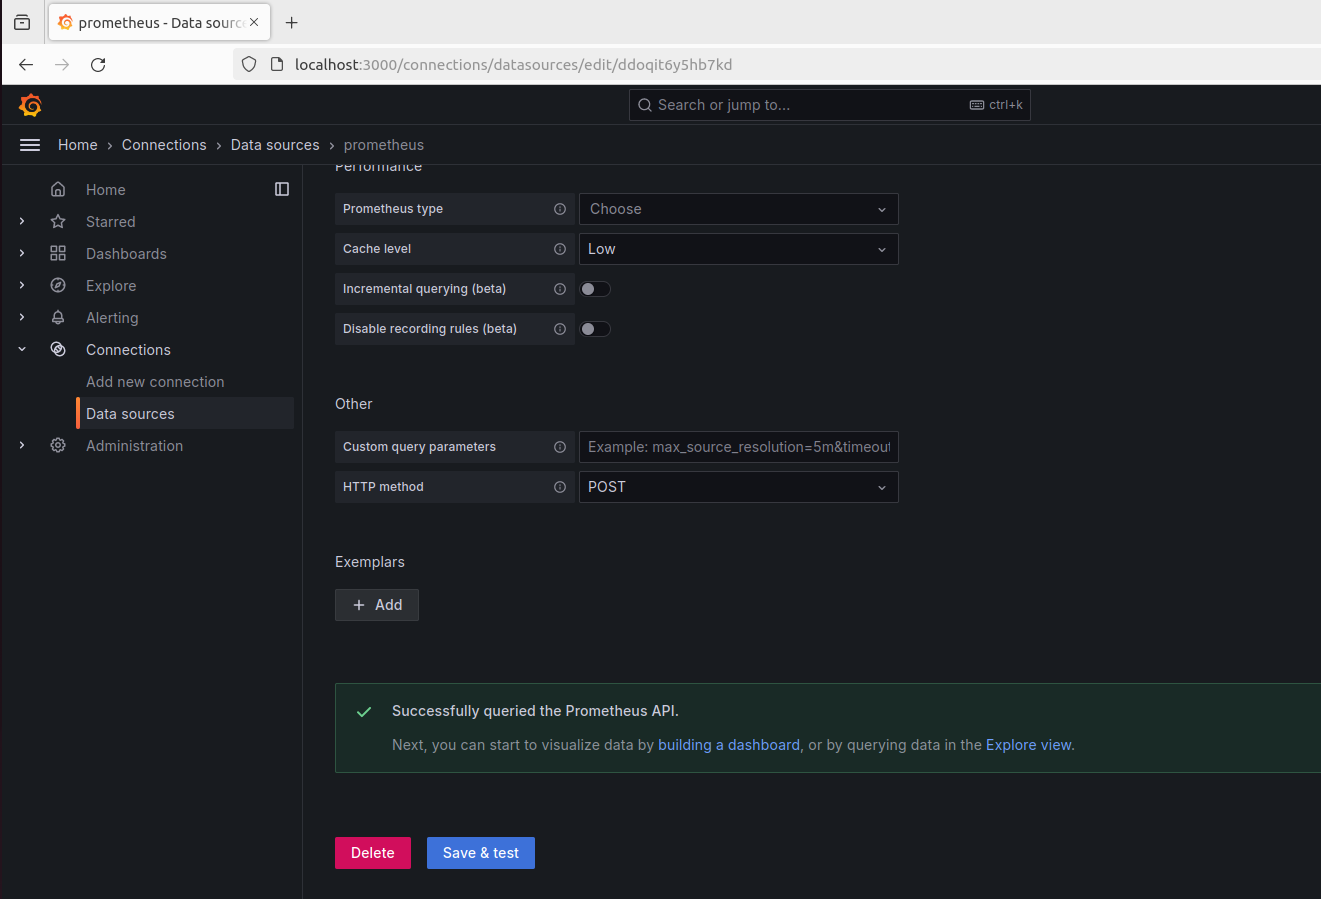 prometheus - Data sourc
localhost:3000/connections/datasources/edit/ddoqit6y5hb7kd
Search or jump to... ctrl+k
Home › Connections › Data sources › prometheus
Home
Starred
Dashboards
Explore
Alerting
Connections
Add new connection
Data sources
Administration
Performance
Prometheus type Choose
Cache level Low
Incremental querying (beta)
Disable recording rules (beta)
Other
Custom query parameters Example: max_source_resolution=5m&timeout
HTTP method POST
Exemplars
+ Add
Successfully queried the Prometheus API.
Next, you can start to visualize data by building a dashboard, or by querying data in the Explore view.
Delete Save & test